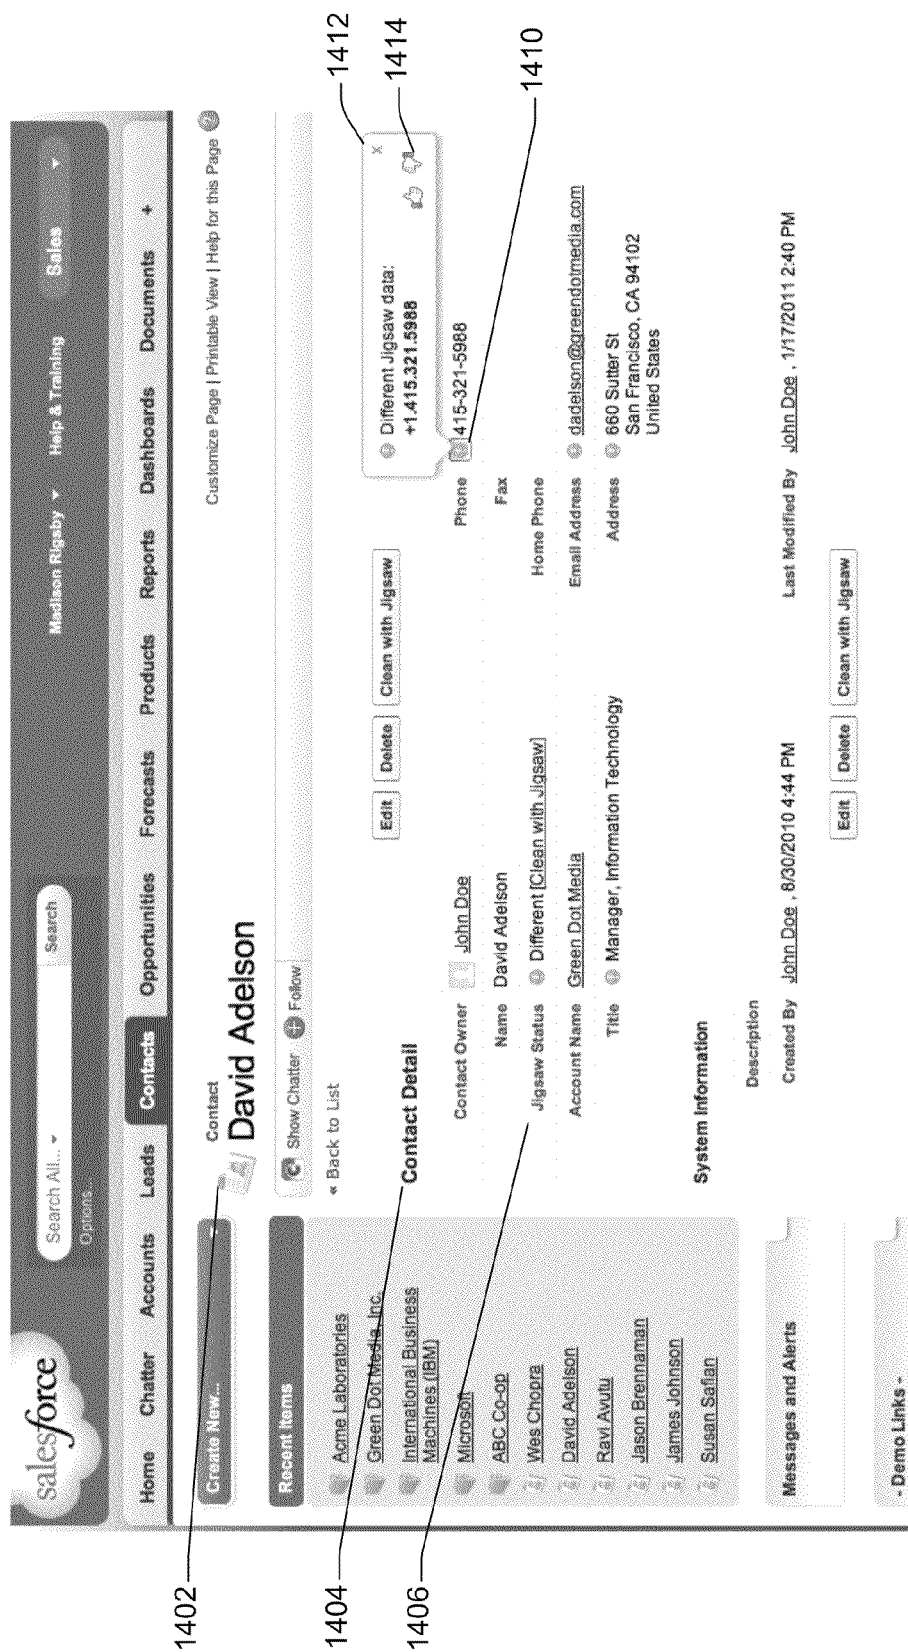 salesforce
Search All...
Search
Options...
Madison Rigaby
Help & Training
Sales
Home Chatter Accounts Leads Contacts Opportunities Forecasts Products Reports Dashboards Documents +
Create New...
Recent Items
Acme Laboratories
Green Dot Media, Inc.
International Business
Machines (IBM)
Microsoft
ABC Co-op
Wes Chopra
David Adelson
Ravi Avutu
Jason Brennaman
James Johnson
Susan Safian
Messages and Alerts
- Demo Links -
Contact
David Adelson
Customize Page | Printable View | Help for this Page ?
Show Chatter Follow
« Back to List
Contact Detail
Edit Delete Clean with Jigsaw
Different Jigsaw data:
+1.415.321.5988
x
Contact Owner John Doe
Phone 415-321-5988
Name David Adelson
Fax
Jigsaw Status Different [Clean with Jigsaw]
Home Phone
Account Name Green Dot Media
Email Address dadelson@greendotmedia.com
Title Manager, Information Technology
Address 660 Sutter St
San Francisco, CA 94102
United States
System Information
Description
Created By John Doe , 8/30/2010 4:44 PM
Last Modified By John Doe , 1/17/2011 2:40 PM
Edit Delete Clean with Jigsaw
1402
1404
1406
1412
1414
1410